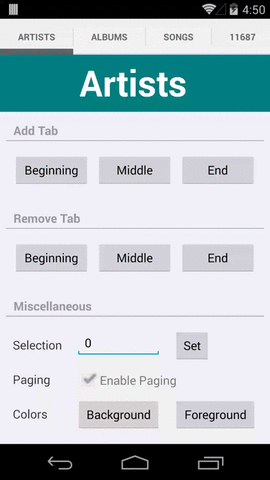 4:50
ARTISTS ALBUMS SONGS 11687
Artists
Add Tab
Beginning Middle End
Remove Tab
Beginning Middle End
Miscellaneous
Selection 0 Set
Paging Enable Paging
Colors Background Foreground